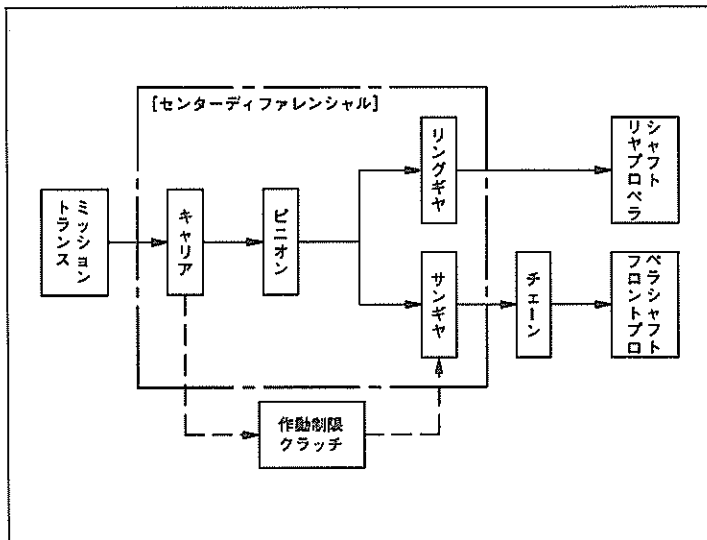 [センターディファレンシャル]
トランス
ミッション
キャリア
ピニオン
リングギヤ
リヤプロペラ
シャフト
サンギヤ
チェーン
フロントプロ
ペラシャフト
作動制限
クラッチ